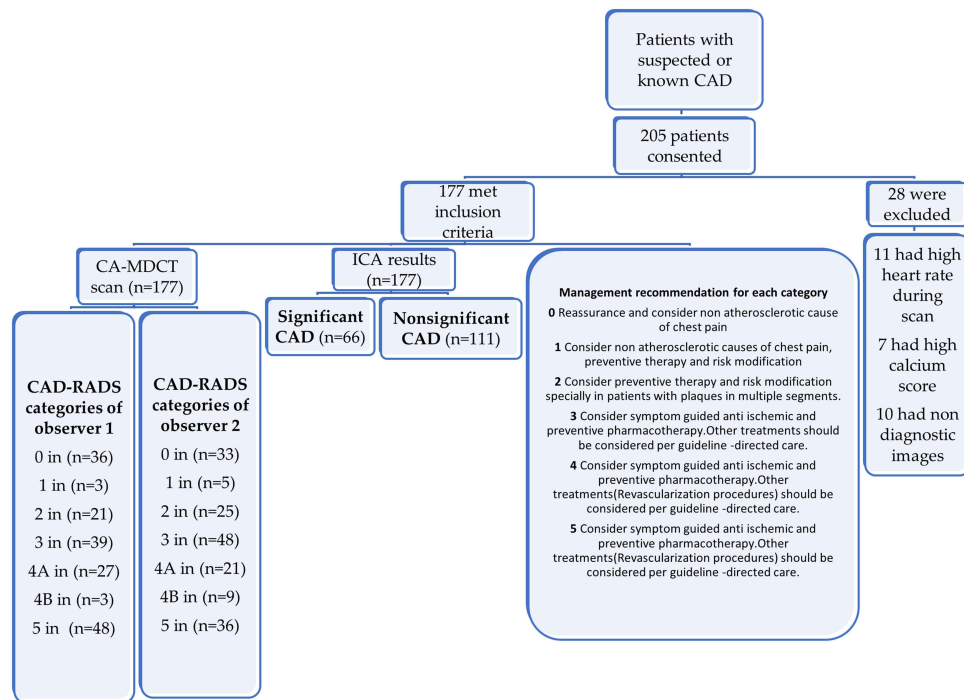 Patients with
suspected or
known CAD
205 patients
consented
177 met
inclusion
criteria
28 were
excluded
CA-MDCT
scan (n=177)
ICA results
(n=177)
Significant
CAD (n=66)
Nonsignificant
CAD (n=111)
11 had high
heart rate
during
scan
7 had high
calcium
score
10 had non
diagnostic
images
CAD-RADS
categories of
observer 1
0 in (n=36)
1 in (n=3)
2 in (n=21)
3 in (n=39)
4A in (n=27)
4B in (n=3)
5 in (n=48)
CAD-RADS
categories of
observer 2
0 in (n=33)
1 in (n=5)
2 in (n=25)
3 in (n=48)
4A in (n=21)
4B in (n=9)
5 in (n=36)
Management recommendation for each category
0 Reassurance and consider non atherosclerotic cause
of chest pain
1 Consider non atherosclerotic causes of chest pain,
preventive therapy and risk modification
2 Consider preventive therapy and risk modification
specially in patients with plaques in multiple segments.
3 Consider symptom guided anti ischemic and
preventive pharmacotherapy.Other treatments should
be considered per guideline -directed care.
4 Consider symptom guided anti ischemic and
preventive pharmacotherapy.Other
treatments(Revascularization procedures) should be
considered per guideline -directed care.
5 Consider symptom guided anti ischemic and
preventive pharmacotherapy.Other
treatments(Revascularization procedures) should be
considered per guideline -directed care.